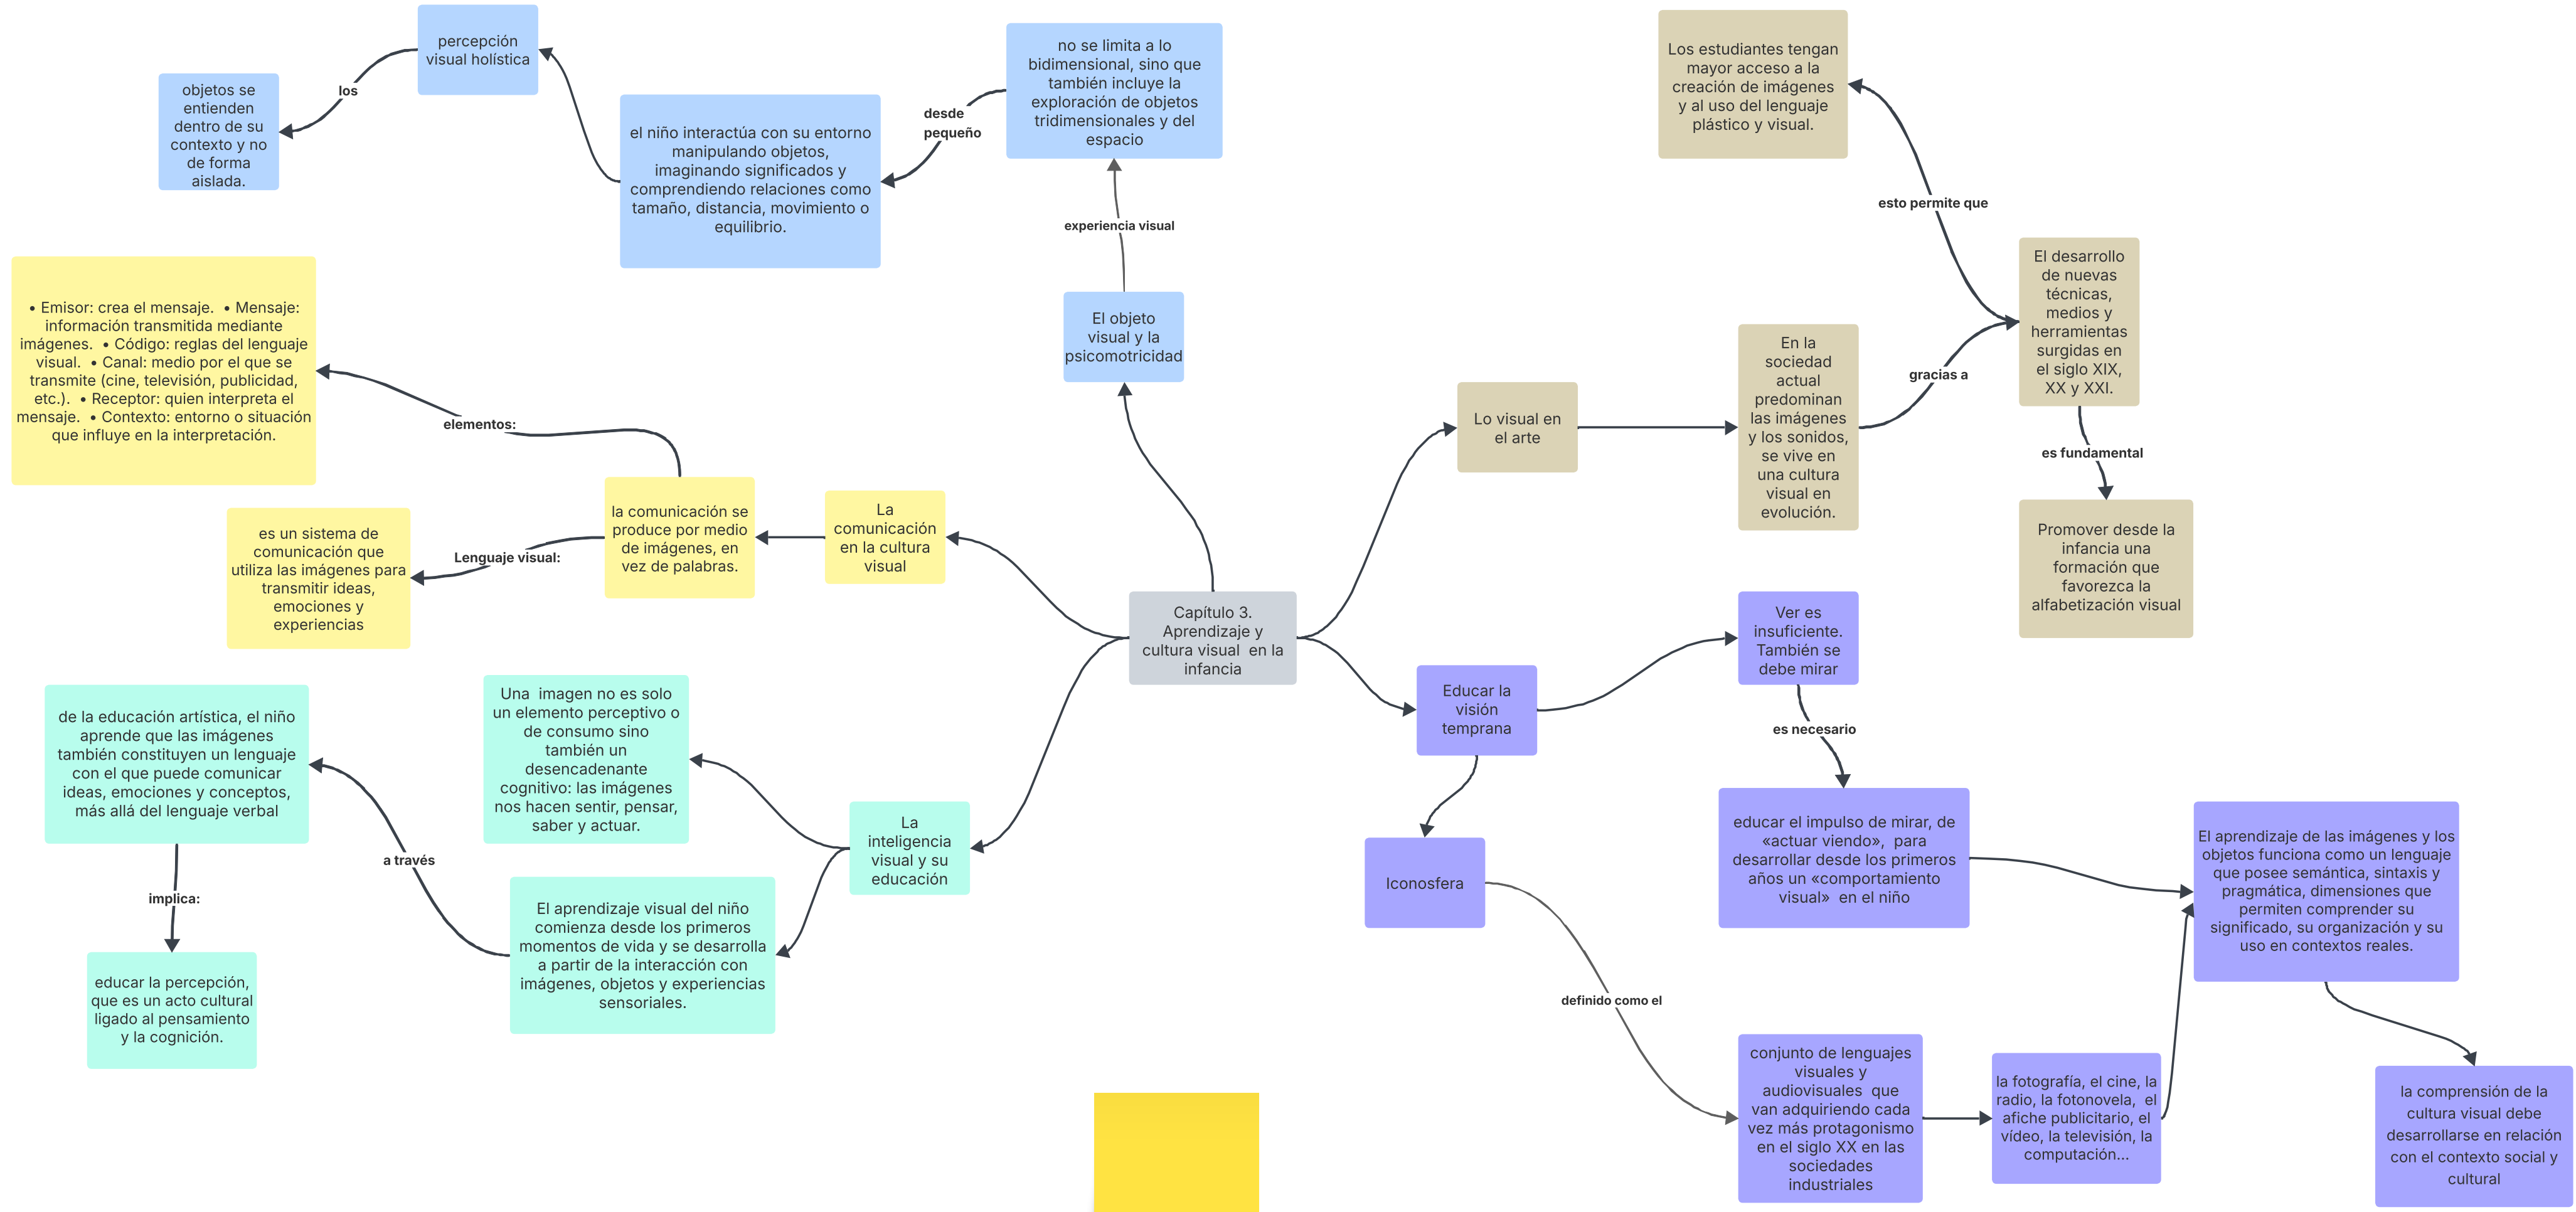 percepción
visual holística
los
objetos se
entienden
dentro de su
contexto y no
de forma
aislada.
el niño interactúa con su entorno
manipulando objetos,
imaginando significados y
comprendiendo relaciones como
tamaño, distancia, movimiento o
equilibrio.
desde
pequeño
no se limita a lo
bidimensional, sino que
también incluye la
exploración de objetos
tridimensionales y del
espacio
experiencia visual
El objeto
visual y la
psicomotricidad
• Emisor: crea el mensaje.  • Mensaje:
información transmitida mediante
imágenes.  • Código: reglas del lenguaje
visual.  • Canal: medio por el que se
transmite (cine, televisión, publicidad,
etc.).  • Receptor: quien interpreta el
mensaje.  • Contexto: entorno o situación
que influye en la interpretación.
elementos:
la comunicación se
produce por medio
de imágenes, en
vez de palabras.
La
comunicación
en la cultura
visual
Lenguaje visual:
es un sistema de
comunicación que
utiliza las imágenes para
transmitir ideas,
emociones y
experiencias
Capítulo 3.
Aprendizaje y
cultura visual  en la
infancia
Los estudiantes tengan
mayor acceso a la
creación de imágenes
y al uso del lenguaje
plástico y visual.
esto permite que
El desarrollo
de nuevas
técnicas,
medios y
herramientas
surgidas en
el siglo XIX,
XX y XXI.
gracias a
En la
sociedad
actual
predominan
las imágenes
y los sonidos,
se vive en
una cultura
visual en
evolución.
Lo visual en
el arte
es fundamental
Promover desde la
infancia una
formación que
favorezca la
alfabetización visual
Ver es
insuficiente.
También se
debe mirar
Educar la
visión
temprana
es necesario
educar el impulso de mirar, de
«actuar viendo»,  para
desarrollar desde los primeros
años un «comportamiento
visual»  en el niño
Iconosfera
definido como el
conjunto de lenguajes
visuales y
audiovisuales  que
van adquiriendo cada
vez más protagonismo
en el siglo XX en las
sociedades
industriales
la fotografía, el cine, la
radio, la fotonovela,  el
afiche publicitario, el
vídeo, la televisión, la
computación...
El aprendizaje de las imágenes y los
objetos funciona como un lenguaje
que posee semántica, sintaxis y
pragmática, dimensiones que
permiten comprender su
significado, su organización y su
uso en contextos reales.
la comprensión de la
cultura visual debe
desarrollarse en relación
con el contexto social y
cultural
Una  imagen no es solo
un elemento perceptivo o
de consumo sino
también un
desencadenante
cognitivo: las imágenes
nos hacen sentir, pensar,
saber y actuar.
La
inteligencia
visual y su
educación
El aprendizaje visual del niño
comienza desde los primeros
momentos de vida y se desarrolla
a partir de la interacción con
imágenes, objetos y experiencias
sensoriales.
a través
de la educación artística, el niño
aprende que las imágenes
también constituyen un lenguaje
con el que puede comunicar
ideas, emociones y conceptos,
más allá del lenguaje verbal
implica:
educar la percepción,
que es un acto cultural
ligado al pensamiento
y la cognición.